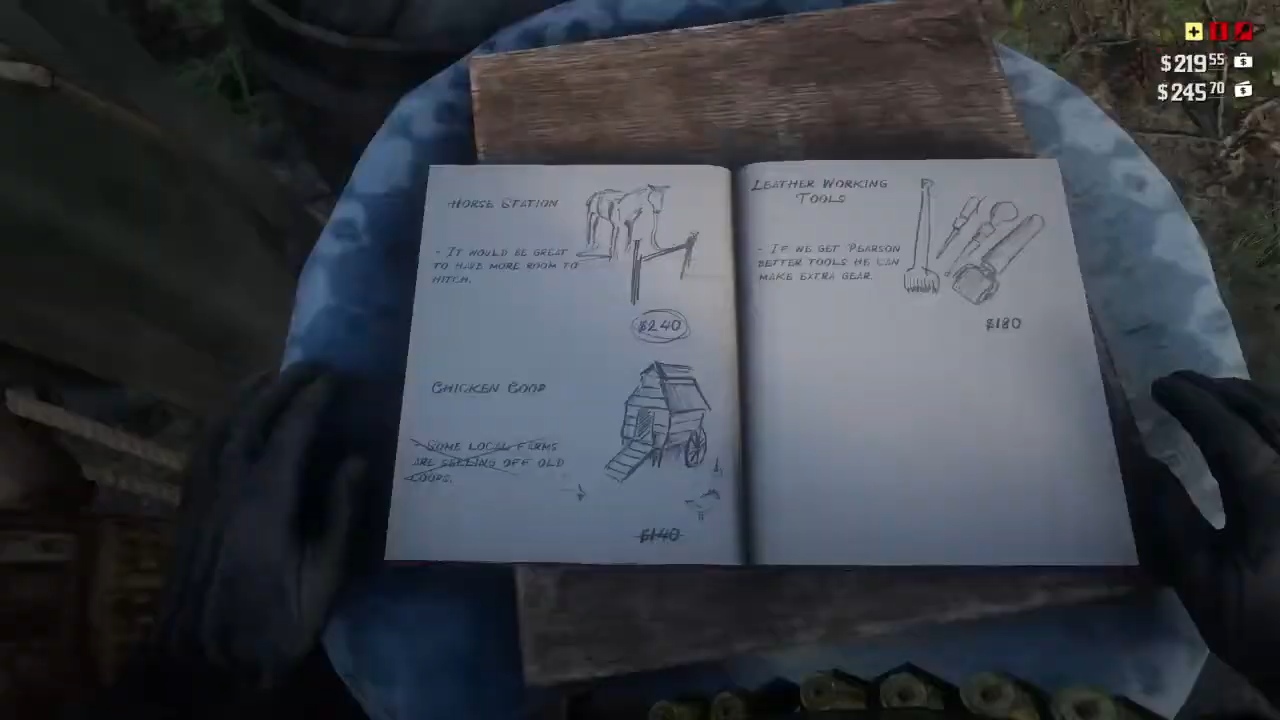 $219 55
$245 70
HORSE STATION
- IT WOULD BE GREAT
TO HAVE MORE ROOM TO
HITCH.
$240
CHICKEN COOP
- SOME LOCAL FARMS
ARE SELLING OFF OLD
COOPS.
$140
LEATHER WORKING
TOOLS
- IF WE GET PEARSON
BETTER TOOLS HE CAN
MAKE EXTRA GEAR.
$180